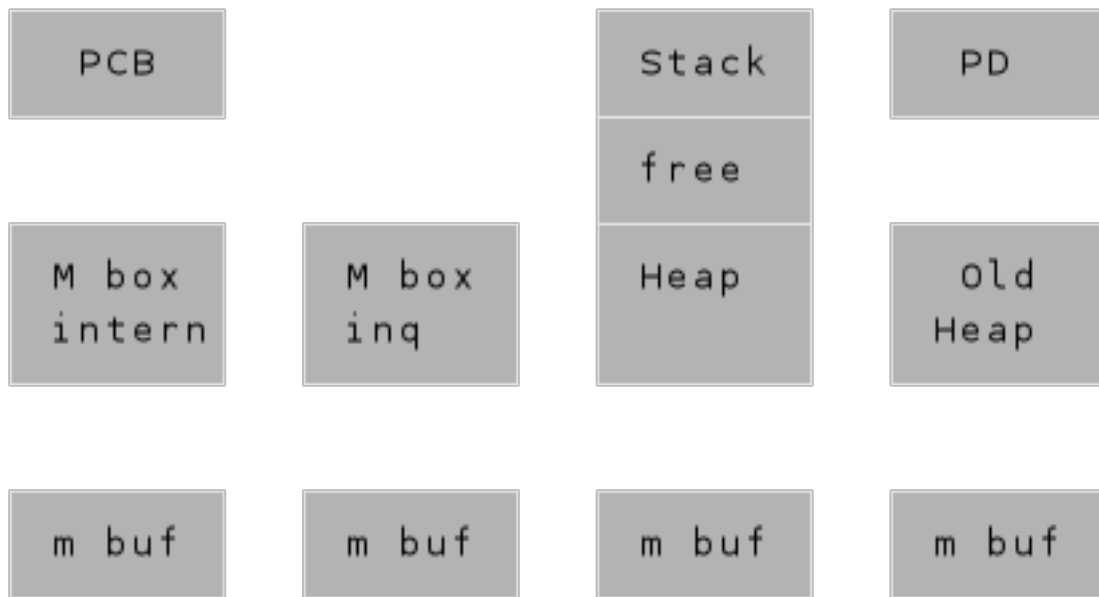 PCB
Stack
PD
free
M box
intern
M box
inq
Heap
Old
Heap
m buf
m buf
m buf
m buf